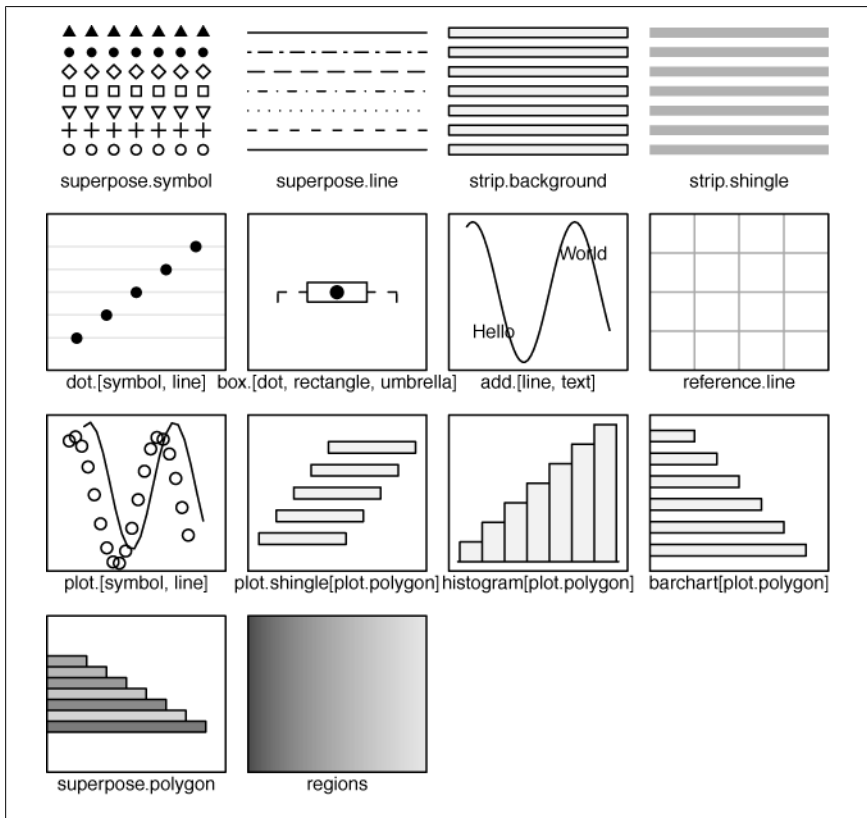 superpose.symbol
superpose.line
strip.background
strip.shingle
dot.[symbol, line]
box.[dot, rectangle, umbrella]
World
Hello
add.[line, text]
reference.line
plot.[symbol, line]
plot.shingle[plot.polygon]
histogram[plot.polygon]
barchart[plot.polygon]
superpose.polygon
regions